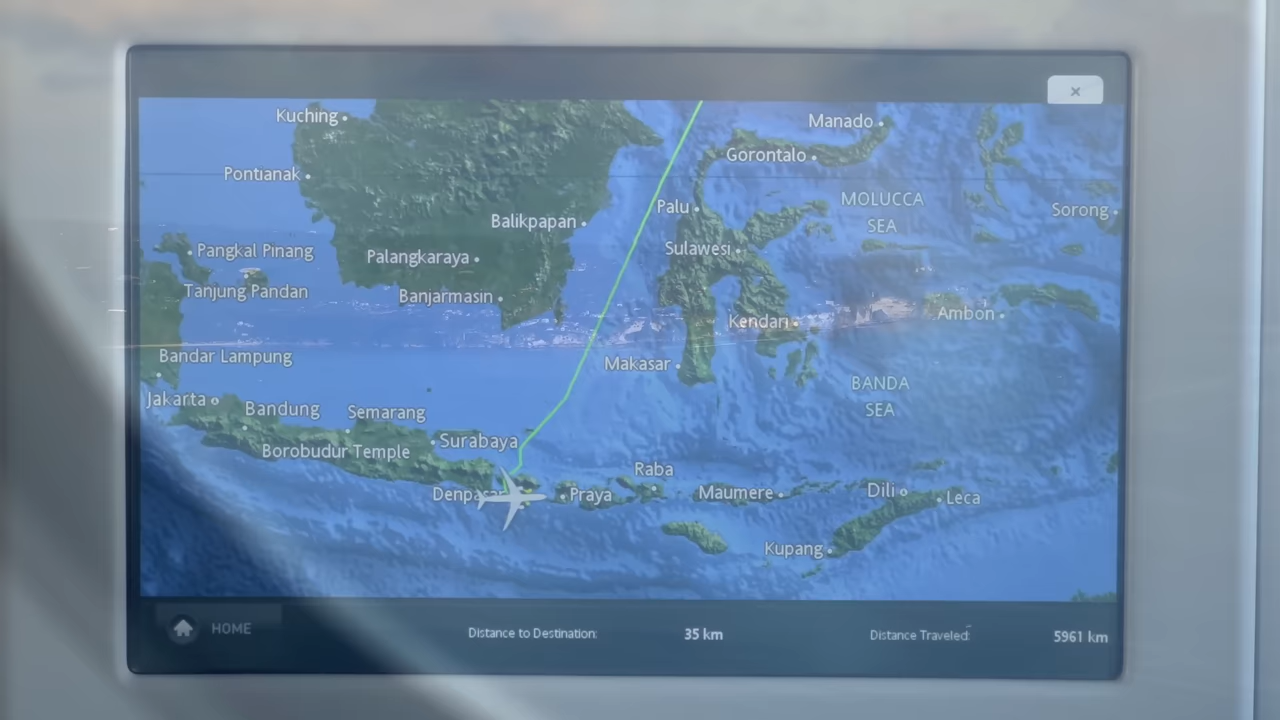 ×
Kuching
Manado
Gorontalo
Pontianak
MOLUCCA
SEA
Palu
Sorong
Balikpapan
Sulawesi
Pangkal Pinang
Palangkaraya
Tanjung Pandan
Banjarmasin
Ambon
Kendari
Bandar Lampung
Makasar
BANDA
SEA
Jakarta
Bandung
Semarang
Surabaya
Borobudur Temple
Raba
Denpasar
Praya
Maumere
Dili
Leca
Kupang
HOME
Distance to Destination:
35 km
Distance Traveled:
5961 km